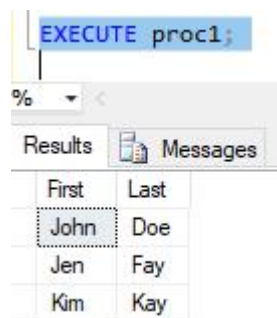 EXECUTE proc1;
%
Results Messages
First Last
John Doe
Jen Fay
Kim Kay